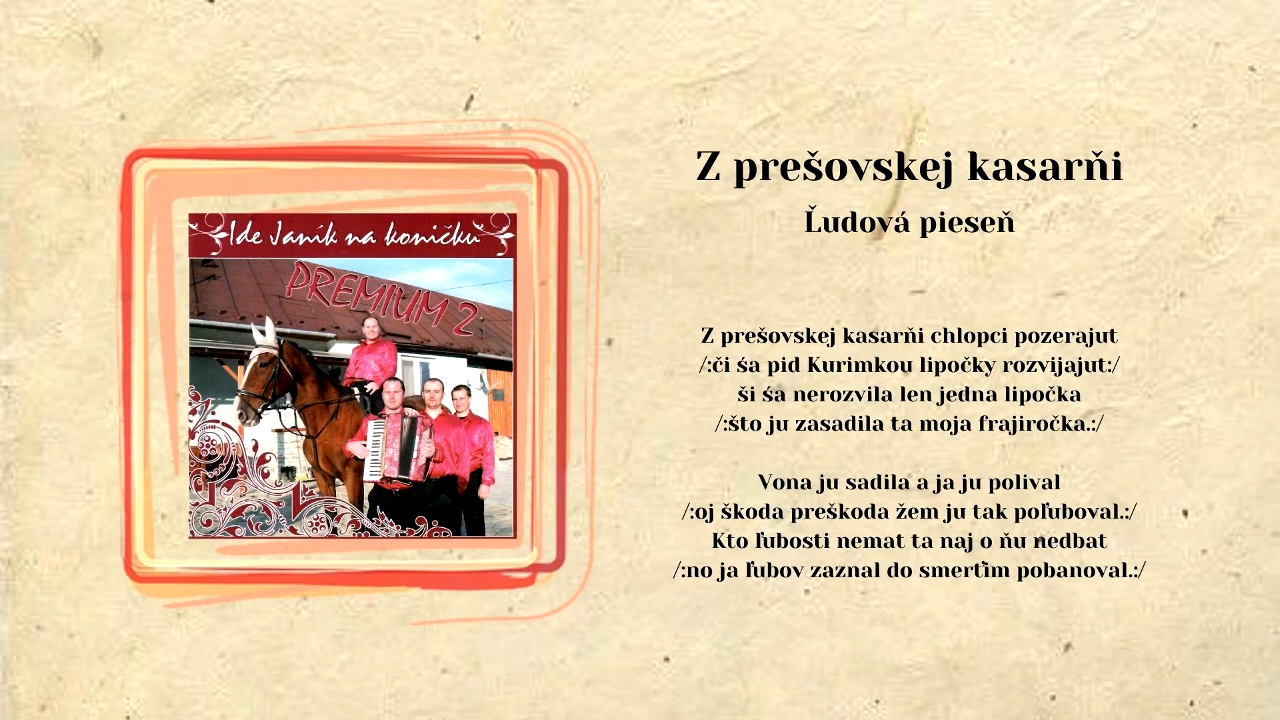 Ide Janík na koníčku
PREMIUM 2
Z prešovskej kasarňi
Ľudová pieseň
Z prešovskej kasarňi chlopci pozerajut
/:či śa pid Kurimkou lipočky rozvijajut:/
ši śa nerozvila len jedna lipočka
/:što ju zasadila ta moja frajiročka.:/
Vona ju sadila a ja ju polival
/:oj škoda preškoda žem ju tak poľuboval.:/
Kto ľubosti nemat ta naj o ňu nedbat
/:no ja ľubov zaznal do smerťim pobanoval.:/